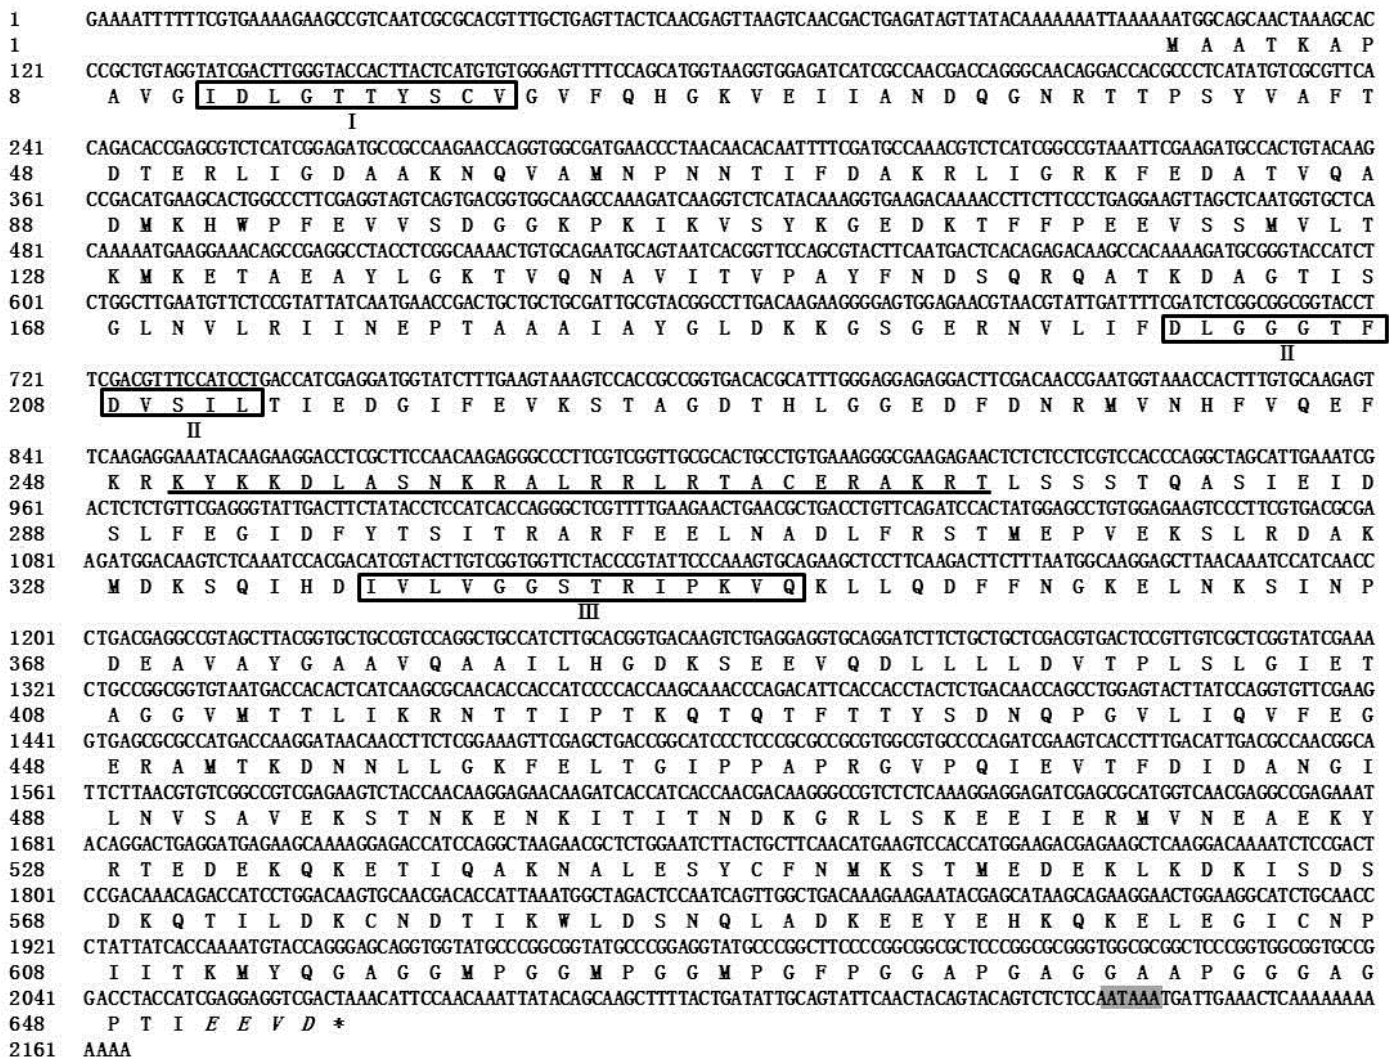 1 GAAAATTTTTTCGTGAAAAGAAGCCGTCAATCGCGCACGTTTGCTGAGTTACTCAACGAGTTAAGTCAACGACTGAGATAGTTATACAAAAAAATTAAAAAATGGCAGCAACTAAAGCAC
1 M A A T K A P
121 CCGCTGTAGGTATCGACTTGGGTACCACTTACTCATGTGTGGGAGTTTTCCAGCATGGTAAGGTGGAGATCATCGCCAACGACCAGGGCAACAGGACCACGCCCTCATATGTCGCGTTCA
8 A V G I D L G T T Y S C V G V F Q H G K V E I I A N D Q G N R T T P S Y V A F T
I
241 CAGACACCGAGCGTCTCATCGGAGATGCCGCCAAGAACCAGGTGGCGATGAACCCTAACAACACAATTTTCGATGCCAAACGTCTCATCGGCCGTAAATTCGAAGATGCCACTGTACAAG
48 D T E R L I G D A A K N Q V A M N P N N T I F D A K R L I G R K F E D A T V Q A
361 CCGACATGAAGCACTGGCCCTTCGAGGTAGTCAGTGACGGTGGCAAGCCAAAGATCAAGGTCTCATACAAAGGTGAAGACAAAACCTTCTTCCCTGAGGAAGTTAGCTCAATGGTGCTCA
88 D M K H W P F E V V S D G G K P K I K V S Y K G E D K T F F P E E V S S M V L T
481 CAAAAATGAAGGAAACAGCCGAGGCCTACCTCGGCAAAACTGTGCAGAATGCAGTAATCACGGTTCCAGCGTACTTCAATGACTCACAGAGACAAGCCACAAAAGATGCGGGTACCATCT
128 K M K E T A E A Y L G K T V Q N A V I T V P A Y F N D S Q R Q A T K D A G T I S
601 CTGGCTTGAATGTTCTCCGTATTATCAATGAACCGACTGCTGCTGCGATTGCGTACGGCCTTGACAAGAAGGGGAGTGGAGAACGTAACGTATTGATTTTCGATCTCGGCGGCGGTACCT
168 G L N V L R I I N E P T A A A I A Y G L D K K G S G E R N V L I F D L G G G T F
II
721 TCGACGTTTCCATCCTGACCATCGAGGATGGTATCTTTGAAGTAAAGTCCACCGCCGGTGACACGCATTTGGGAGGAGAGGACTTCGACAACCGAATGGTAAACCACTTTGTGCAAGAGT
208 D V S I L T I E D G I F E V K S T A G D T H L G G E D F D N R M V N H F V Q E F
II
841 TCAAGAGGAAATACAAGAAGGACCTCGCTTCCAACAAGAGGGCCCTTCGTCGGTTGCGCACTGCCTGTGAAAGGGCGAAGAGAACTCTCTCCTCGTCCACCCAGGCTAGCATTGAAATCG
248 K R K Y K K D L A S N K R A L R R L R T A C E R A K R T L S S S T Q A S I E I D
961 ACTCTCTGTTCGAGGGTATTGACTTCTATACCTCCATCACCAGGGCTCGTTTTGAAGAACTGAACGCTGACCTGTTCAGATCCACTATGGAGCCTGTGGAGAAGTCCCTTCGTGACGCGA
288 S L F E G I D F Y T S I T R A R F E E L N A D L F R S T M E P V E K S L R D A K
1081 AGATGGACAAGTCTCAAATCCACGACATCGTACTTGTCGGTGGTTCTACCCGTATTCCCAAAGTGCAGAAGCTCCTTCAAGACTTCTTTAATGGCAAGGAGCTTAACAAATCCATCAACC
328 M D K S Q I H D I V L V G G S T R I P K V Q K L L Q D F F N G K E L N K S I N P
III
1201 CTGACGAGGCCGTAGCTTACGGTGCTGCCGTCCAGGCTGCCATCTTGCACGGTGACAAGTCTGAGGAGGTGCAGGATCTTCTGCTGCTCGACGTGACTCCGTTGTCGCTCGGTATCGAAA
368 D E A V A Y G A A V Q A A I L H G D K S E E V Q D L L L L D V T P L S L G I E T
1321 CTGCCGGCGGTGTAATGACCACACTCATCAAGCGCAACACCACCATCCCCACCAAGCAAACCCAGACATTCACCACCTACTCTGACAACCAGCCTGGAGTACTTATCCAGGTGTTCGAAG
408 A G G V M T T L I K R N T T I P T K Q T Q T F T T Y S D N Q P G V L I Q V F E G
1441 GTGAGCGCGCCATGACCAAGGATAACAACCTTCTCGGAAAGTTCGAGCTGACCGGCATCCCTCCCGCGCCGCGTGGCGTGCCCCAGATCGAAGTCACCTTTGACATTGACGCCAACGGCA
448 E R A M T K D N N L L G K F E L T G I P P A P R G V P Q I E V T F D I D A N G I
1561 TTCTTAACGTGTCGGCCGTCGAGAAGTCTACCAACAAGGAGAACAAGATCACCATCACCAACGACAAGGGCCGTCTCTCAAAGGAGGAGATCGAGCGCATGGTCAACGAGGCCGAGAAAT
488 L N V S A V E K S T N K E N K I T I T N D K G R L S K E E I E R M V N E A E K Y
1681 ACAGGACTGAGGATGAGAAGCAAAAGGAGACCATCCAGGCTAAGAACGCTCTGGAATCTTACTGCTTCAACATGAAGTCCACCATGGAAGACGAGAAGCTCAAGGACAAAATCTCCGACT
528 R T E D E K Q K E T I Q A K N A L E S Y C F N M K S T M E D E K L K D K I S D S
1801 CCGACAAACAGACCATCCTGGACAAGTGCAACGACACCATTAAATGGCTAGACTCCAATCAGTTGGCTGACAAAGAAGAATACGAGCATAAGCAGAAGGAACTGGAAGGCATCTGCAACC
568 D K Q T I L D K C N D T I K W L D S N Q L A D K E E Y E H K Q K E L E G I C N P
1921 CTATTATCACCAAAATGTACCAGGGAGCAGGTGGTATGCCCGGCGGTATGCCCGGAGGTATGCCCGGCTTCCCCGGCGGCGCTCCCGGCGCGGGTGGCGCGGCTCCCGGTGGCGGTGCCG
608 I I T K M Y Q G A G G M P G G M P G G M P G F P G G A P G A G G A A P G G G A G
2041 GACCTACCATCGAGGAGGTCGACTAAACATTCCAACAAATTATACAGCAAGCTTTTACTGATATTGCAGTATTCAACTACAGTACAGTCTCTCCAATAAATGATTGAAACTCAAAAAAAA
648 P T I E E V D *
2161 AAAA